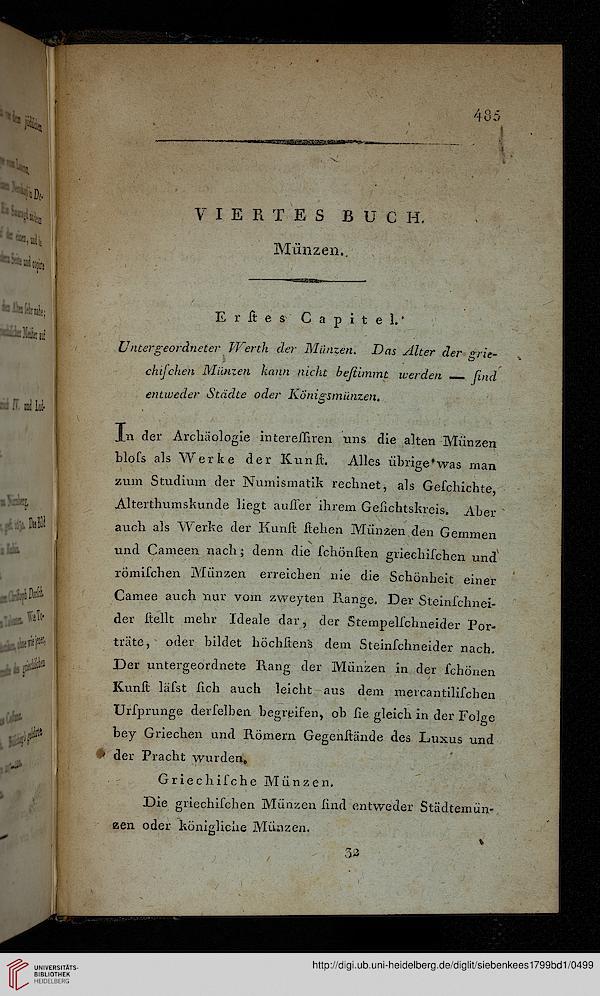 485
VIERTES BUCH.
Münzen.
Erſtes Capitel.
Untergeordneter Werth der Münzen. Das Alter der grie-
chiſchen Münzen kann nicht beſtimmt werden — ſind
entweder Städte oder Königsmünzen.
In der Archäologie intereſſiren uns die alten Münzen
bloſs als Werke der Kunſt. Alles übrige was man
zum Studium der Numismatik rechnet, als Geſchichte,
Alterthumskunde liegt auſſer ihrem Geſichtskreis. Aber
auch als Werke der Kunſt ſtehen Münzen den Gemmen
und Cameen nach; denn die ſchönſten griechiſchen und
römiſchen Münzen erreichen nie die Schönheit einer
Camee auch nur vom zweyten Range. Der Steinſchnei-
der ſtellt mehr Ideale dar, der Stempelſchneider Por-
träte, oder bildet höchſtens dem Steinſchneider nach.
Der untergeordnete Rang der Münzen in der ſchönen
Kunſt läſst ſich auch leicht aus dem mercantiliſchen
Urſprunge derſelben begreifen, ob ſie gleich in der Folge
bey Griechen und Römern Gegenſtände des Luxus und
der Pracht wurden.
Griechiſche Münzen.
Die griechiſchen Münzen ſind entweder Städtemün-
zen oder königliche Münzen.
32
UNIVERSITÄTS-
BIBLIOTHEK
HEIDELBERG
http://digi.ub.uni-heidelberg.de/diglit/siebenkees1799bd1/0499